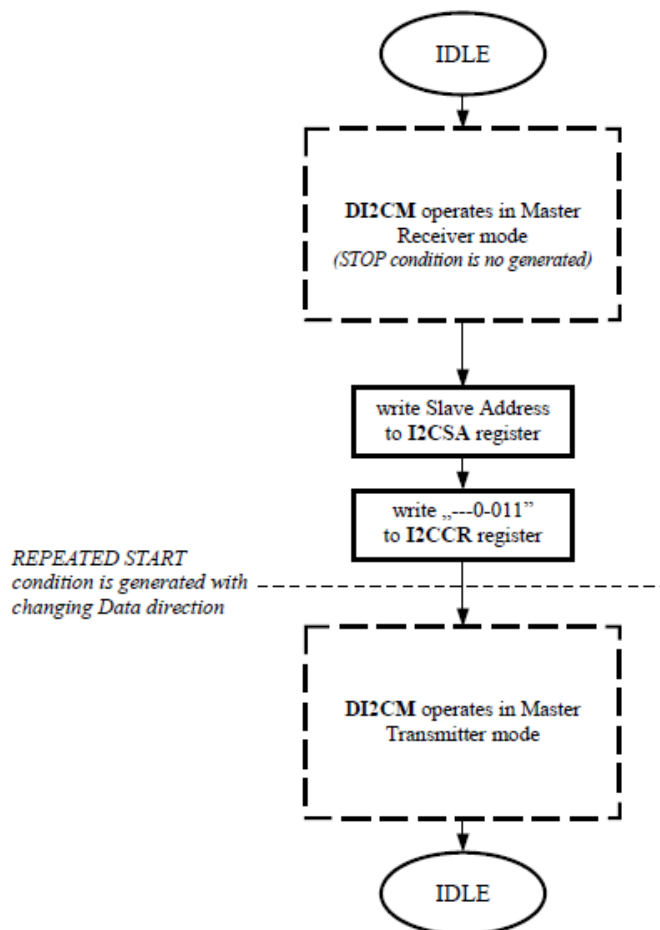 IDLE
DI2CM operates in Master
Receiver mode
(STOP condition is no generated)
write Slave Address
to I2CSA register
write „---0-011”
to I2CCR register
REPEATED START
condition is generated with
changing Data direction
DI2CM operates in Master
Transmitter mode
IDLE